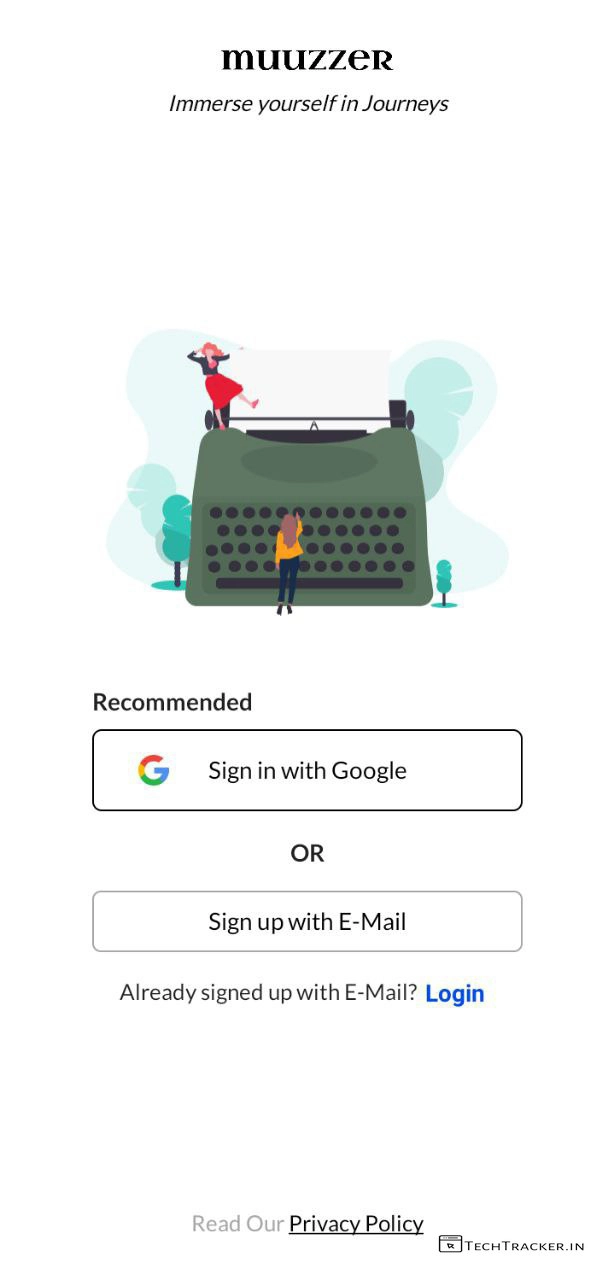 muuzzer
Immerse yourself in Journeys
Recommended
Sign in with Google
OR
Sign up with E-Mail
Already signed up with E-Mail? Login
Read Our Privacy Policy
TECHTRACKER.IN